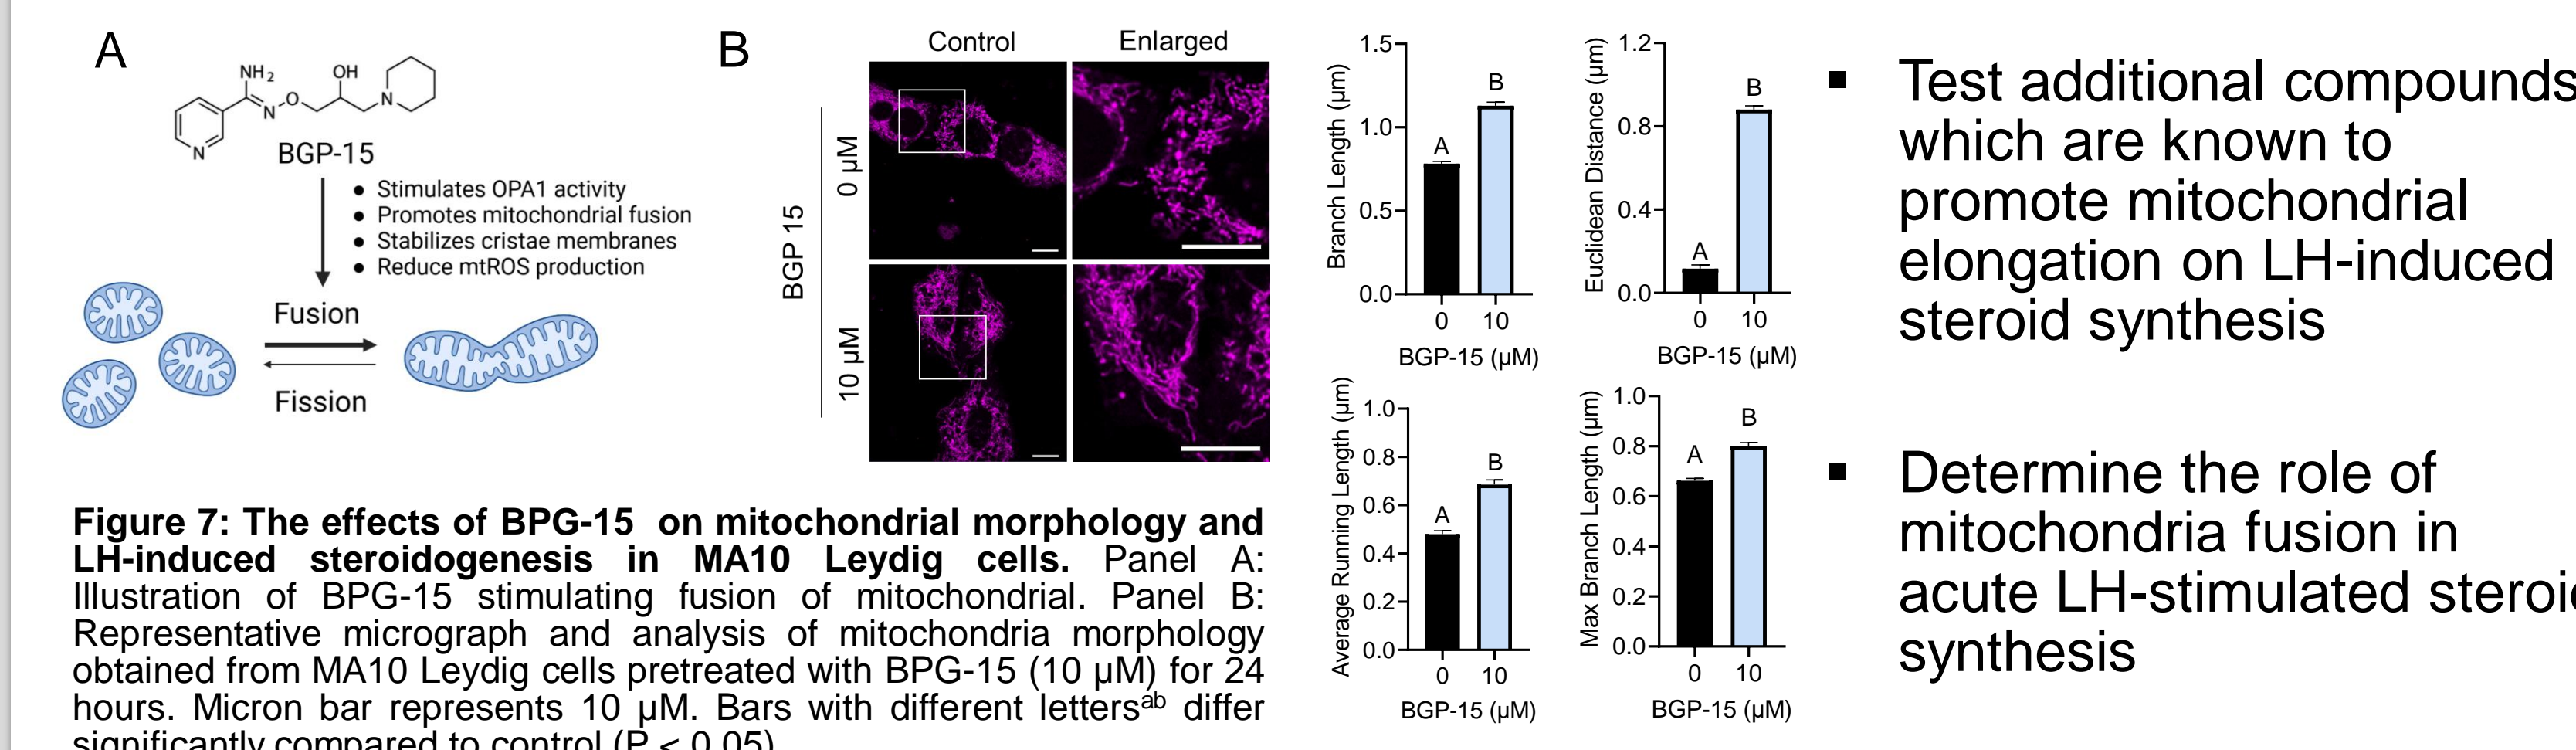 A
NH2
OH
N
O
N
N
BGP-15
● Stimulates OPA1 activity
● Promotes mitochondrial fusion
● Stabilizes cristae membranes
● Reduce mtROS production
Fusion
Fission
B
Control
Enlarged
BGP 15
0 μM
10 μM
Branch Length (μm)
1.5
1.0
0.5
0.0
A
B
0 10
BGP-15 (μM)
Euclidean Distance (μm)
1.2
0.8
0.4
0.0
A
B
0 10
BGP-15 (μM)
Average Running Length (μm)
1.0
0.8
0.6
0.4
0.2
0.0
A
B
0 10
BGP-15 (μM)
Max Branch Length (μm)
1.0
0.8
0.6
0.4
0.2
0.0
A
B
0 10
BGP-15 (μM)
Figure 7: The effects of BPG-15 on mitochondrial morphology and
LH-induced steroidogenesis in MA10 Leydig cells. Panel A:
Illustration of BPG-15 stimulating fusion of mitochondrial. Panel B:
Representative micrograph and analysis of mitochondria morphology
obtained from MA10 Leydig cells pretreated with BPG-15 (10 μM) for 24
hours. Micron bar represents 10 μM. Bars with different lettersab differ
significantly compared to control (P < 0.05)
▪ Test additional compounds
which are known to
promote mitochondrial
elongation on LH-induced
steroid synthesis
▪ Determine the role of
mitochondria fusion in
acute LH-stimulated steroi
synthesis